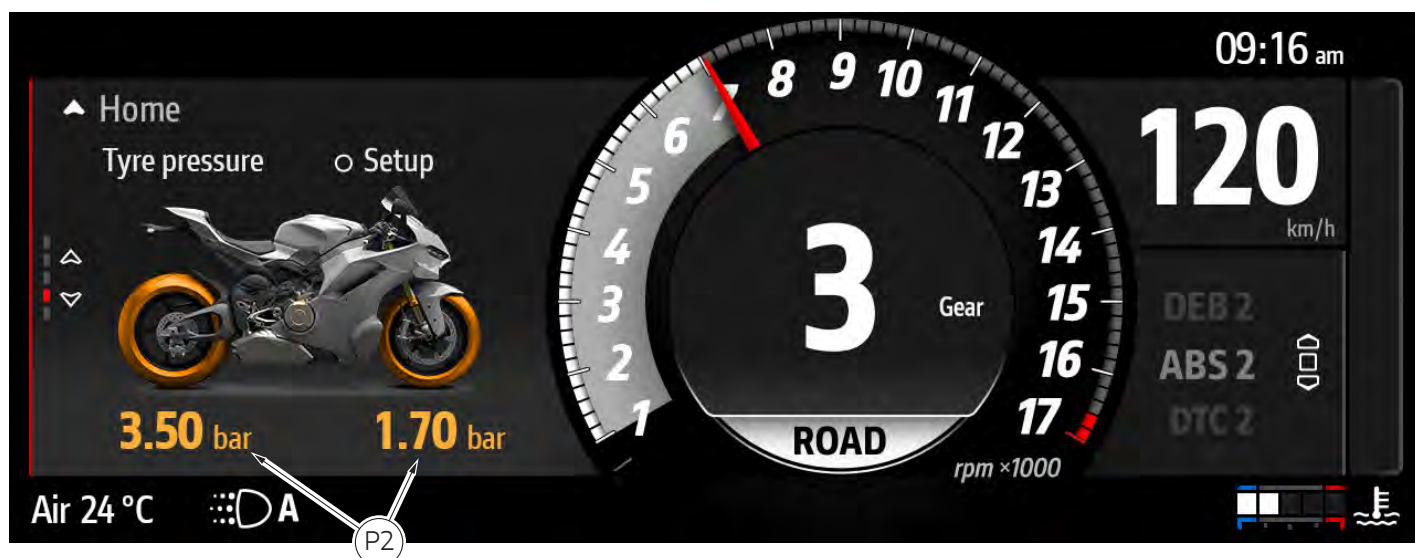 09:16 am
Home
Tyre pressure
Setup
3.50 bar
1.70 bar
1
2
3
4
5
6
7
8
9
10
11
12
13
14
15
16
17
rpm ×1000
3
Gear
ROAD
120
km/h
DEB 2
ABS 2
DTC 2
Air 24 °C
A
P2